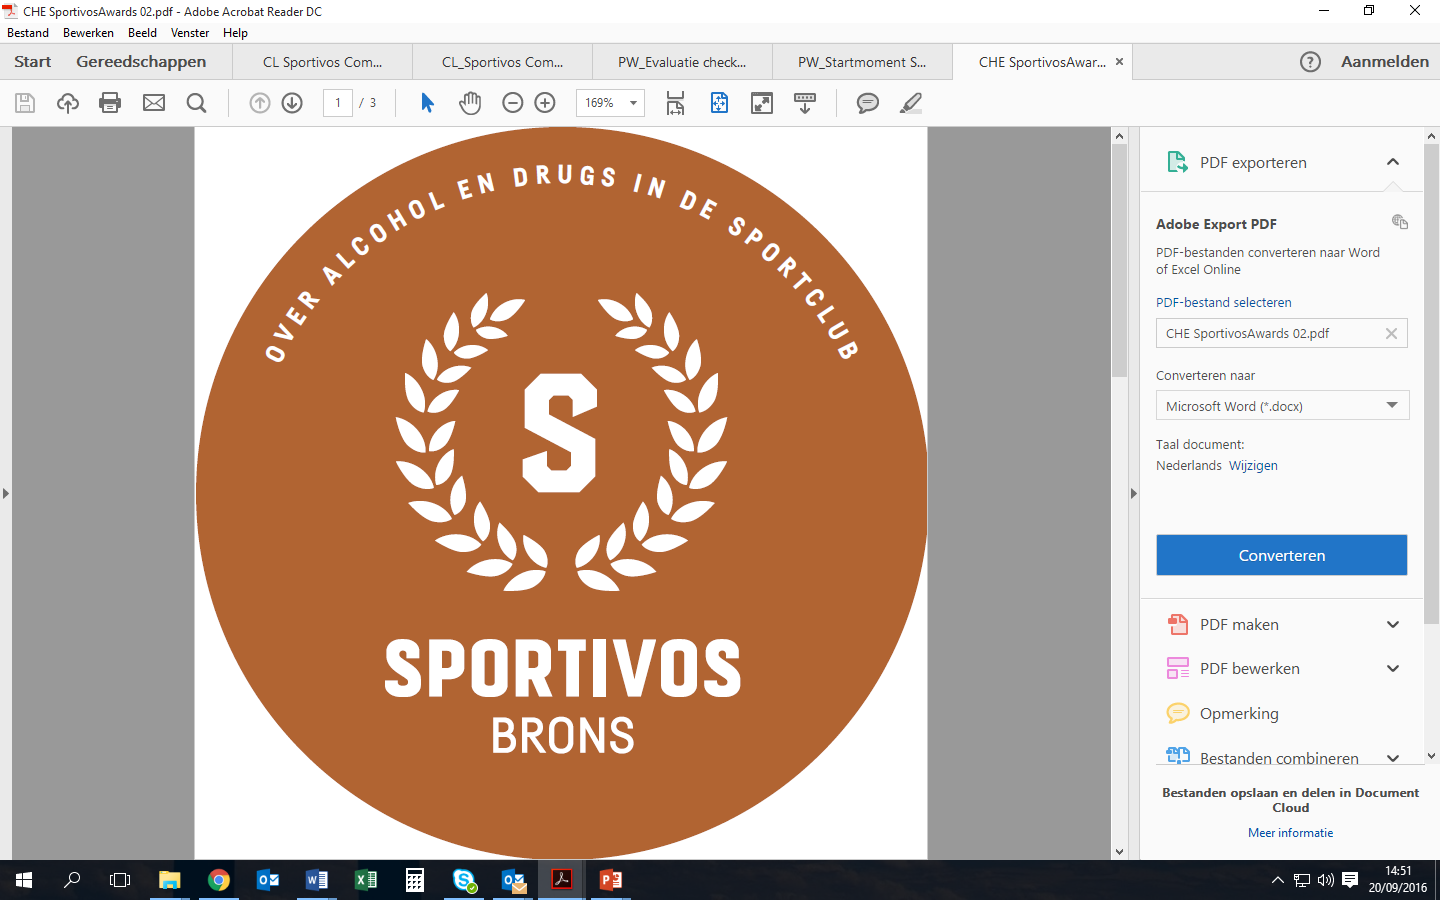 CHE SportivosAwards 02.pdf - Adobe Acrobat Reader DC
Bestand Bewerken Beeld Venster Help
Start Gereedschappen CL Sportivos Com... CL_Sportivos Com... PW_Evaluatie check... PW_Startmoment S... CHE SportivosAwar... Aanmelden
1 / 3 169%
OVER ALCOHOL EN DRUGS IN DE SPORTCLUB
S
SPORTIVOS
BRONS
PDF exporteren
Adobe Export PDF
PDF-bestanden converteren naar Word
of Excel Online
PDF-bestand selecteren
CHE SportivosAwards 02.pdf
Converteren naar
Microsoft Word (*.docx)
Taal document:
Nederlands Wijzigen
Converteren
PDF maken
PDF bewerken
Opmerking
Bestanden combineren
Bestanden opslaan en delen in Document
Cloud
Meer informatie
14:51
20/09/2016